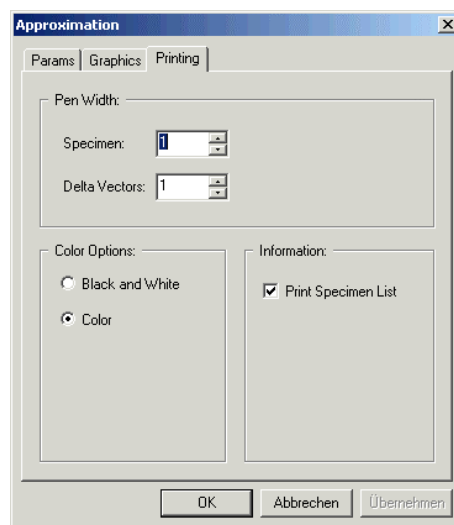 Approximation
Params Graphics Printing
Pen Width:
Specimen: 1
Delta Vectors: 1
Color Options:
Black and White
Color
Information:
Print Specimen List
OK Abbrechen Übernehmen